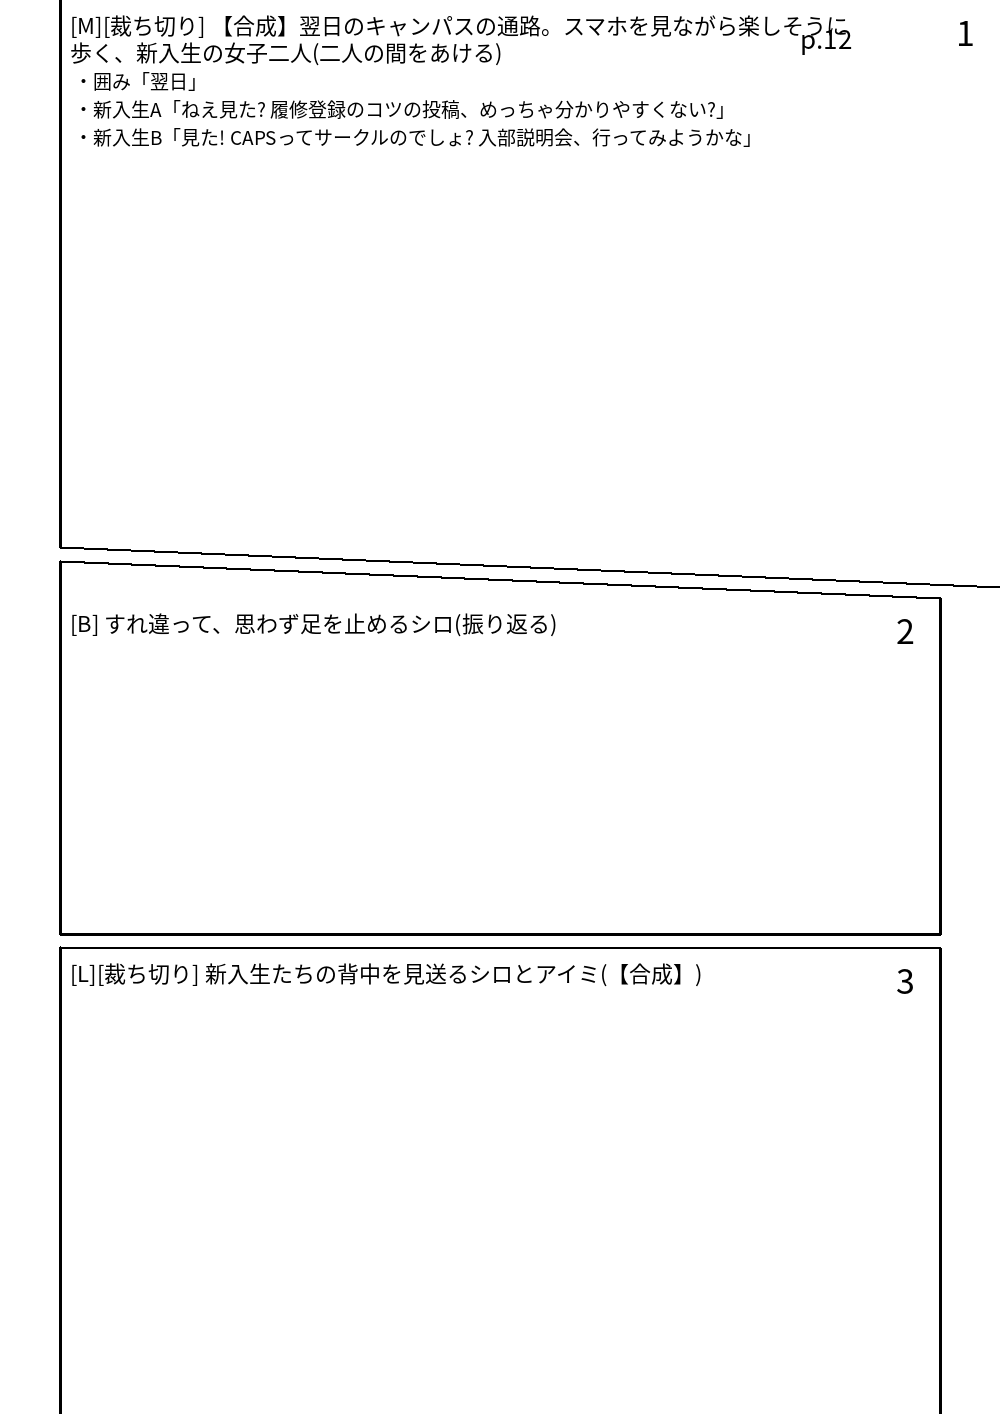 [M][裁ち切り] 【合成】翌日のキャンパスの通路。スマホを見ながら楽しそうに
歩く、新入生の女子二人(二人の間をあける)
p.12
1
・囲み「翌日」
・新入生A「ねえ見た? 履修登録のコツの投稿、めっちゃ分かりやすくない?」
・新入生B「見た! CAPSってサークルのでしょ? 入部説明会、行ってみようかな」
[B] すれ違って、思わず足を止めるシロ(振り返る)
2
[L][裁ち切り] 新入生たちの背中を見送るシロとアイミ(【合成】)
3